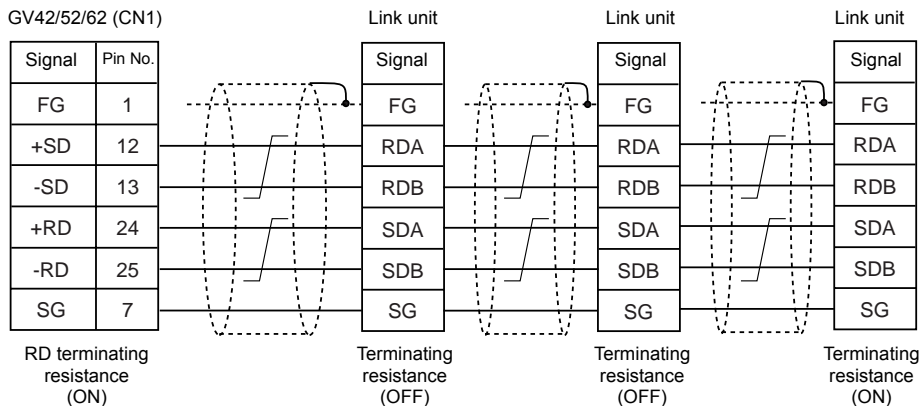 GV42/52/62 (CN1) Link unit Link unit Link unit
Signal Pin No. Signal Signal Signal
FG 1 FG FG FG
+SD 12 RDA RDA RDA
-SD 13 RDB RDB RDB
+RD 24 SDA SDA SDA
-RD 25 SDB SDB SDB
SG 7 SG SG SG
RD terminating Terminating Terminating Terminating
resistance resistance resistance resistance
(ON) (OFF) (OFF) (ON)